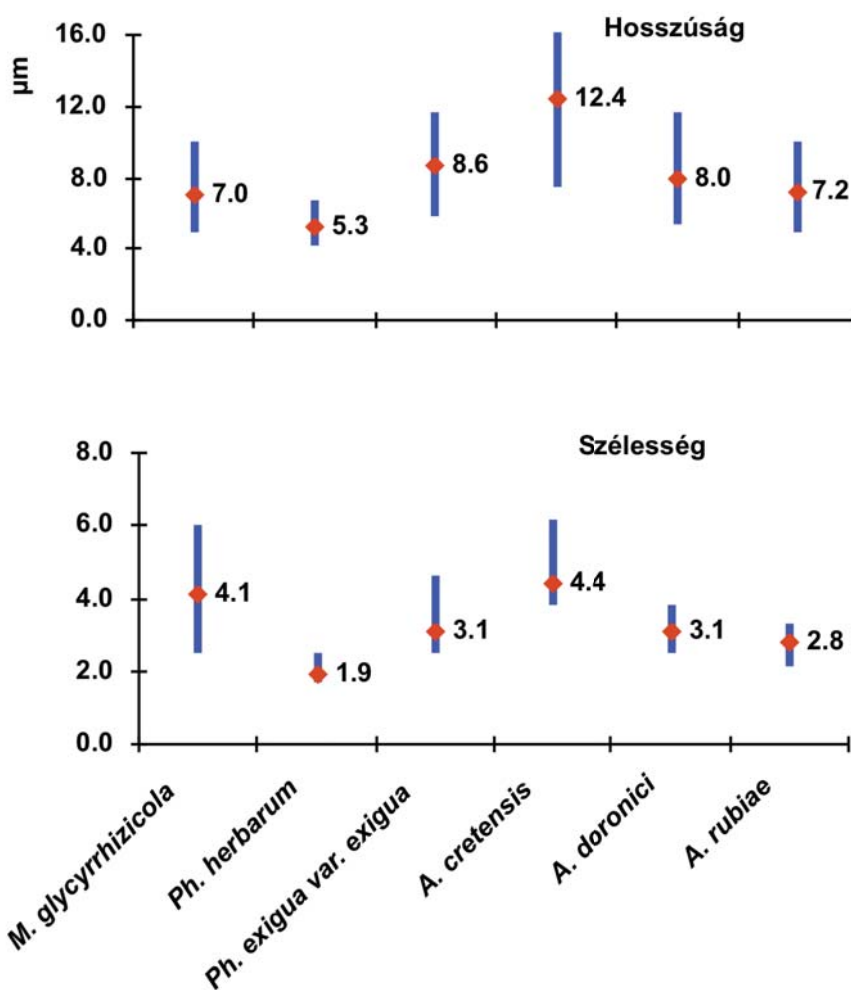 Hosszúság
µm
16.0
12.0
8.0
4.0
0.0
7.0
5.3
8.6
12.4
8.0
7.2
Szélesség
8.0
6.0
4.0
2.0
0.0
4.1
1.9
3.1
4.4
3.1
2.8
M. glycyrrhizicola
Ph. herbarum
Ph. exigua var. exigua
A. cretensis
A. doronici
A. rubiae